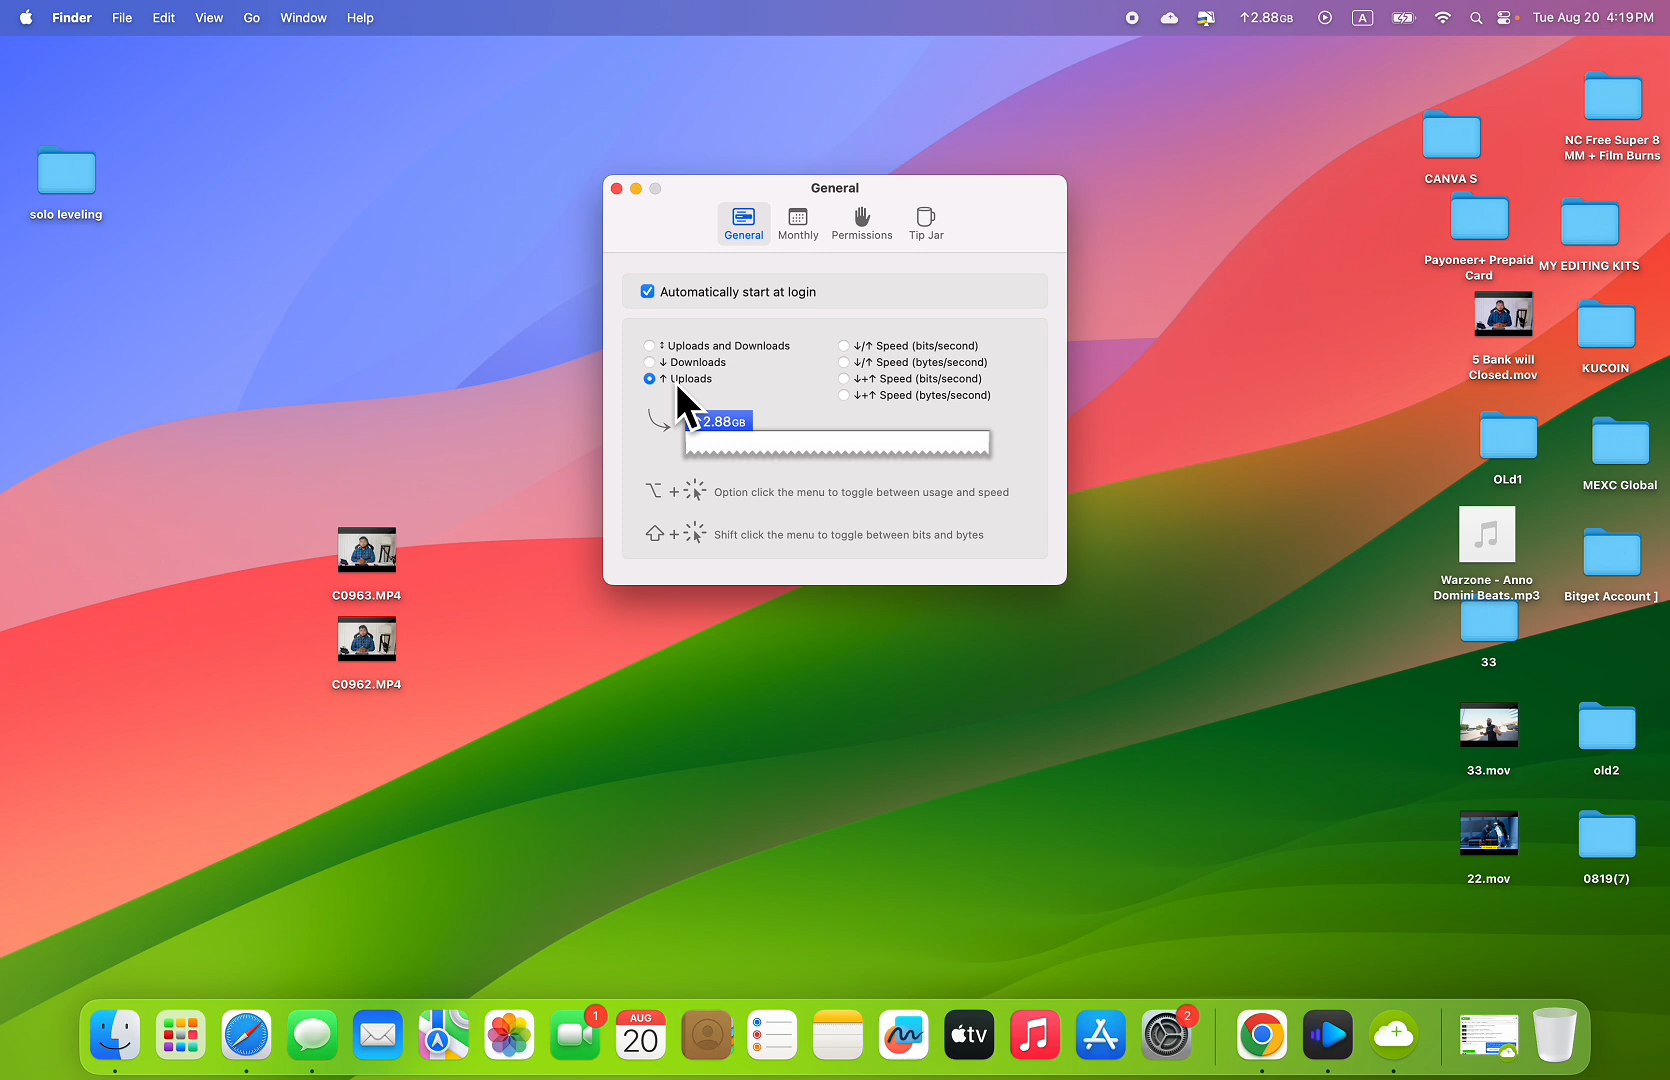 Finder File Edit View Go Window Help
↑2.88GB A Tue Aug 20 4:19 PM
General
General Monthly Permissions Tip Jar
Automatically start at login
↕ Uploads and Downloads
↓ Downloads
↑ Uploads
↓/↑ Speed (bits/second)
↓/↑ Speed (bytes/second)
↓+↑ Speed (bits/second)
↓+↑ Speed (bytes/second)
2.88GB
Option click the menu to toggle between usage and speed
Shift click the menu to toggle between bits and bytes
solo leveling
C0963.MP4
C0962.MP4
NC Free Super 8
MM + Film Burns
CANVA S
Payoneer+ Prepaid
Card
MY EDITING KITS
5 Bank will
Closed.mov
KUCOIN
OLd1
MEXC Global
Warzone - Anno
Domini Beats.mp3
Bitget Account ]
33
33.mov
old2
22.mov
0819(7)
1
AUG
20
tv
2